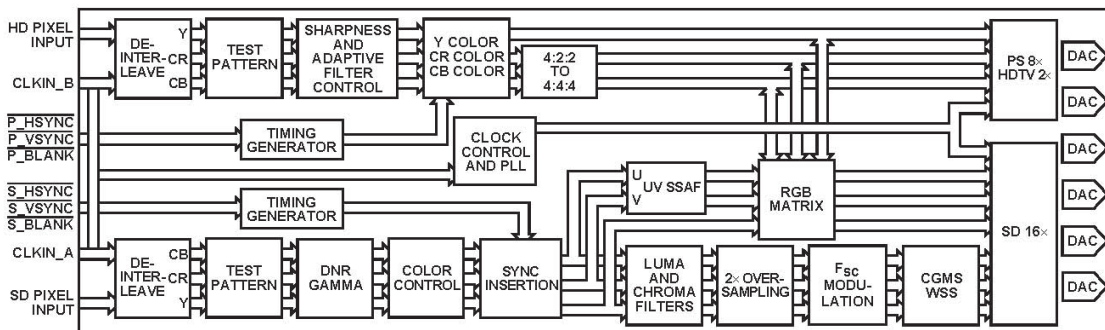 HD PIXEL
INPUT
CLKIN_B
P_HSYNC
P_VSYNC
P_BLANK
S_HSYNC
S_VSYNC
S_BLANK
CLKIN_A
SD PIXEL
INPUT
DE-
INTER-
LEAVE
Y
CR
CB
TEST
PATTERN
SHARPNESS
AND
ADAPTIVE
FILTER
CONTROL
Y COLOR
CR COLOR
CB COLOR
4:2:2
TO
4:4:4
PS 8×
HDTV 2×
DAC
DAC
DAC
DAC
DAC
DAC
TIMING
GENERATOR
CLOCK
CONTROL
AND PLL
TIMING
GENERATOR
U
UV SSAF
V
RGB
MATRIX
SD 16×
DE-
INTER-
LEAVE
CB
CR
Y
TEST
PATTERN
DNR
GAMMA
COLOR
CONTROL
SYNC
INSERTION
LUMA
AND
CHROMA
FILTERS
2× OVER-
SAMPLING
FSC
MODU-
LATION
CGMS
WSS